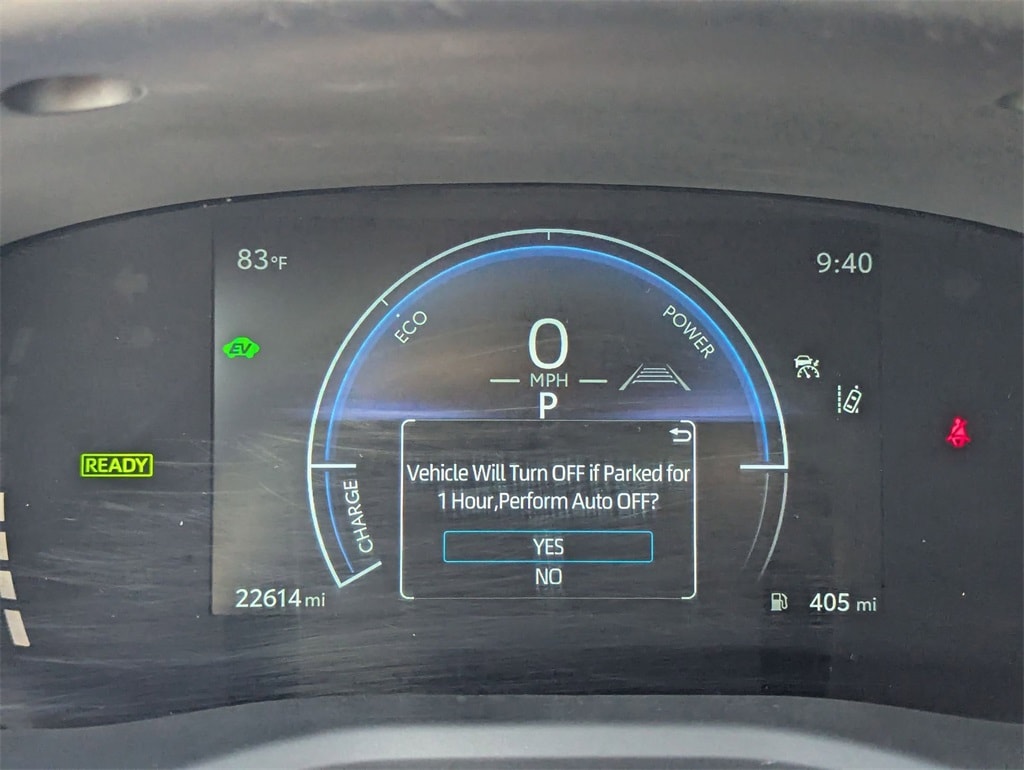 83°F
9:40
ECO
POWER
0
MPH
P
EV
READY
CHARGE
Vehicle Will Turn OFF if Parked for
1 Hour,Perform Auto OFF?
YES
NO
22614 mi
405 mi